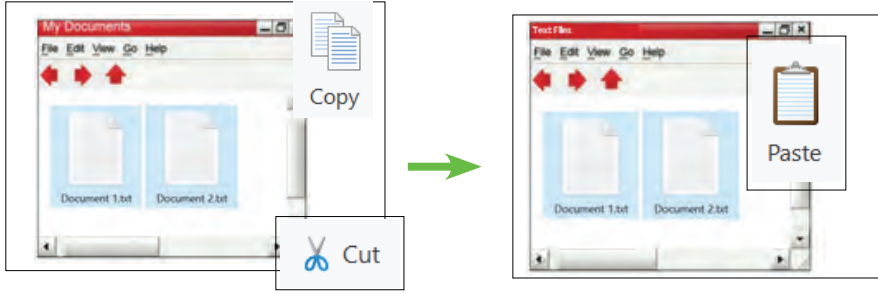 My Documents
File Edit View Go Help
Copy
Document 1.txt Document 2.txt
Cut
Text Files
File Edit View Go Help
Paste
Document 1.txt Document 2.txt